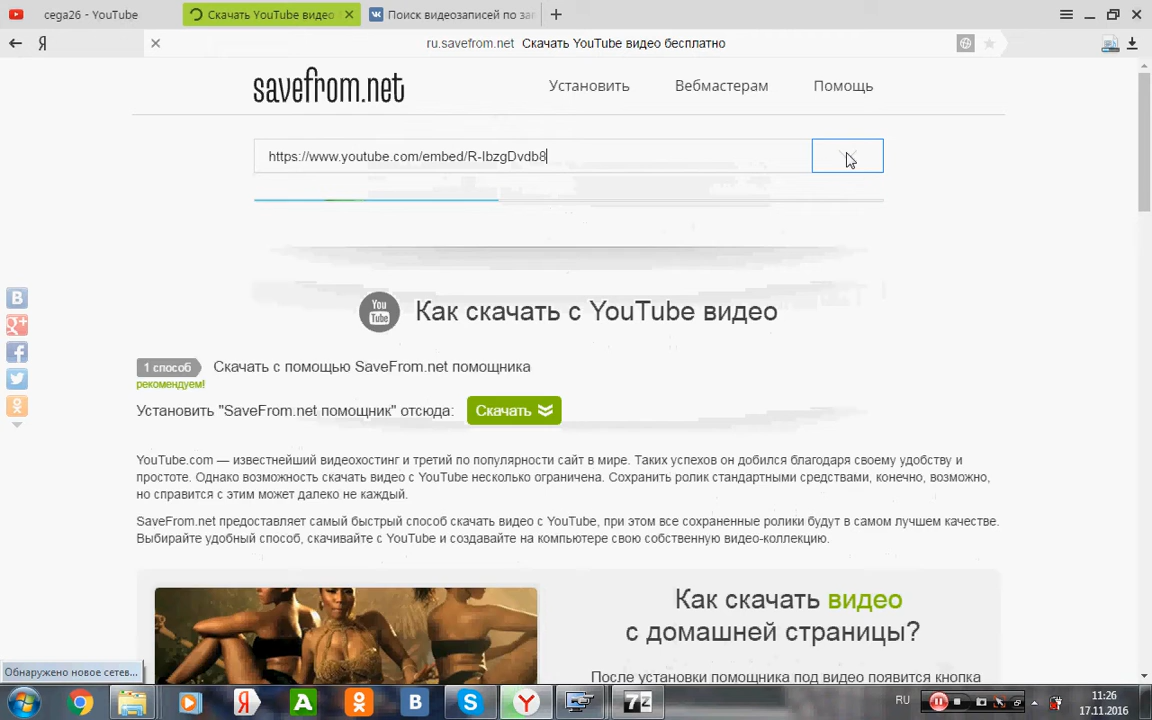 cega26 - YouTube
Скачать YouTube видео
Поиск видеозаписей по за
Я
ru.savefrom.net Скачать YouTube видео бесплатно
savefrom.net
Установить
Вебмастерам
Помощь
https://www.youtube.com/embed/R-IbzgDvdb8
You Tube
Как скачать с YouTube видео
1 способ
Скачать с помощью SaveFrom.net помощника
рекомендуем!
Установить "SaveFrom.net помощник" отсюда:
Скачать
YouTube.com — известнейший видеохостинг и третий по популярности сайт в мире. Таких успехов он добился благодаря своему удобству и
простоте. Однако возможность скачать видео с YouTube несколько ограничена. Сохранить ролик стандартными средствами, конечно, возможно,
но справится с этим может далеко не каждый.
SaveFrom.net предоставляет самый быстрый способ скачать видео с YouTube, при этом все сохраненные ролики будут в самом лучшем качестве.
Выбирайте удобный способ, скачивайте с YouTube и создавайте на компьютере свою собственную видео-коллекцию.
Как скачать видео
с домашней страницы?
После установки помощника под видео появится кнопка
Обнаружено новое сетев...
RU
11:26
17.11.2016